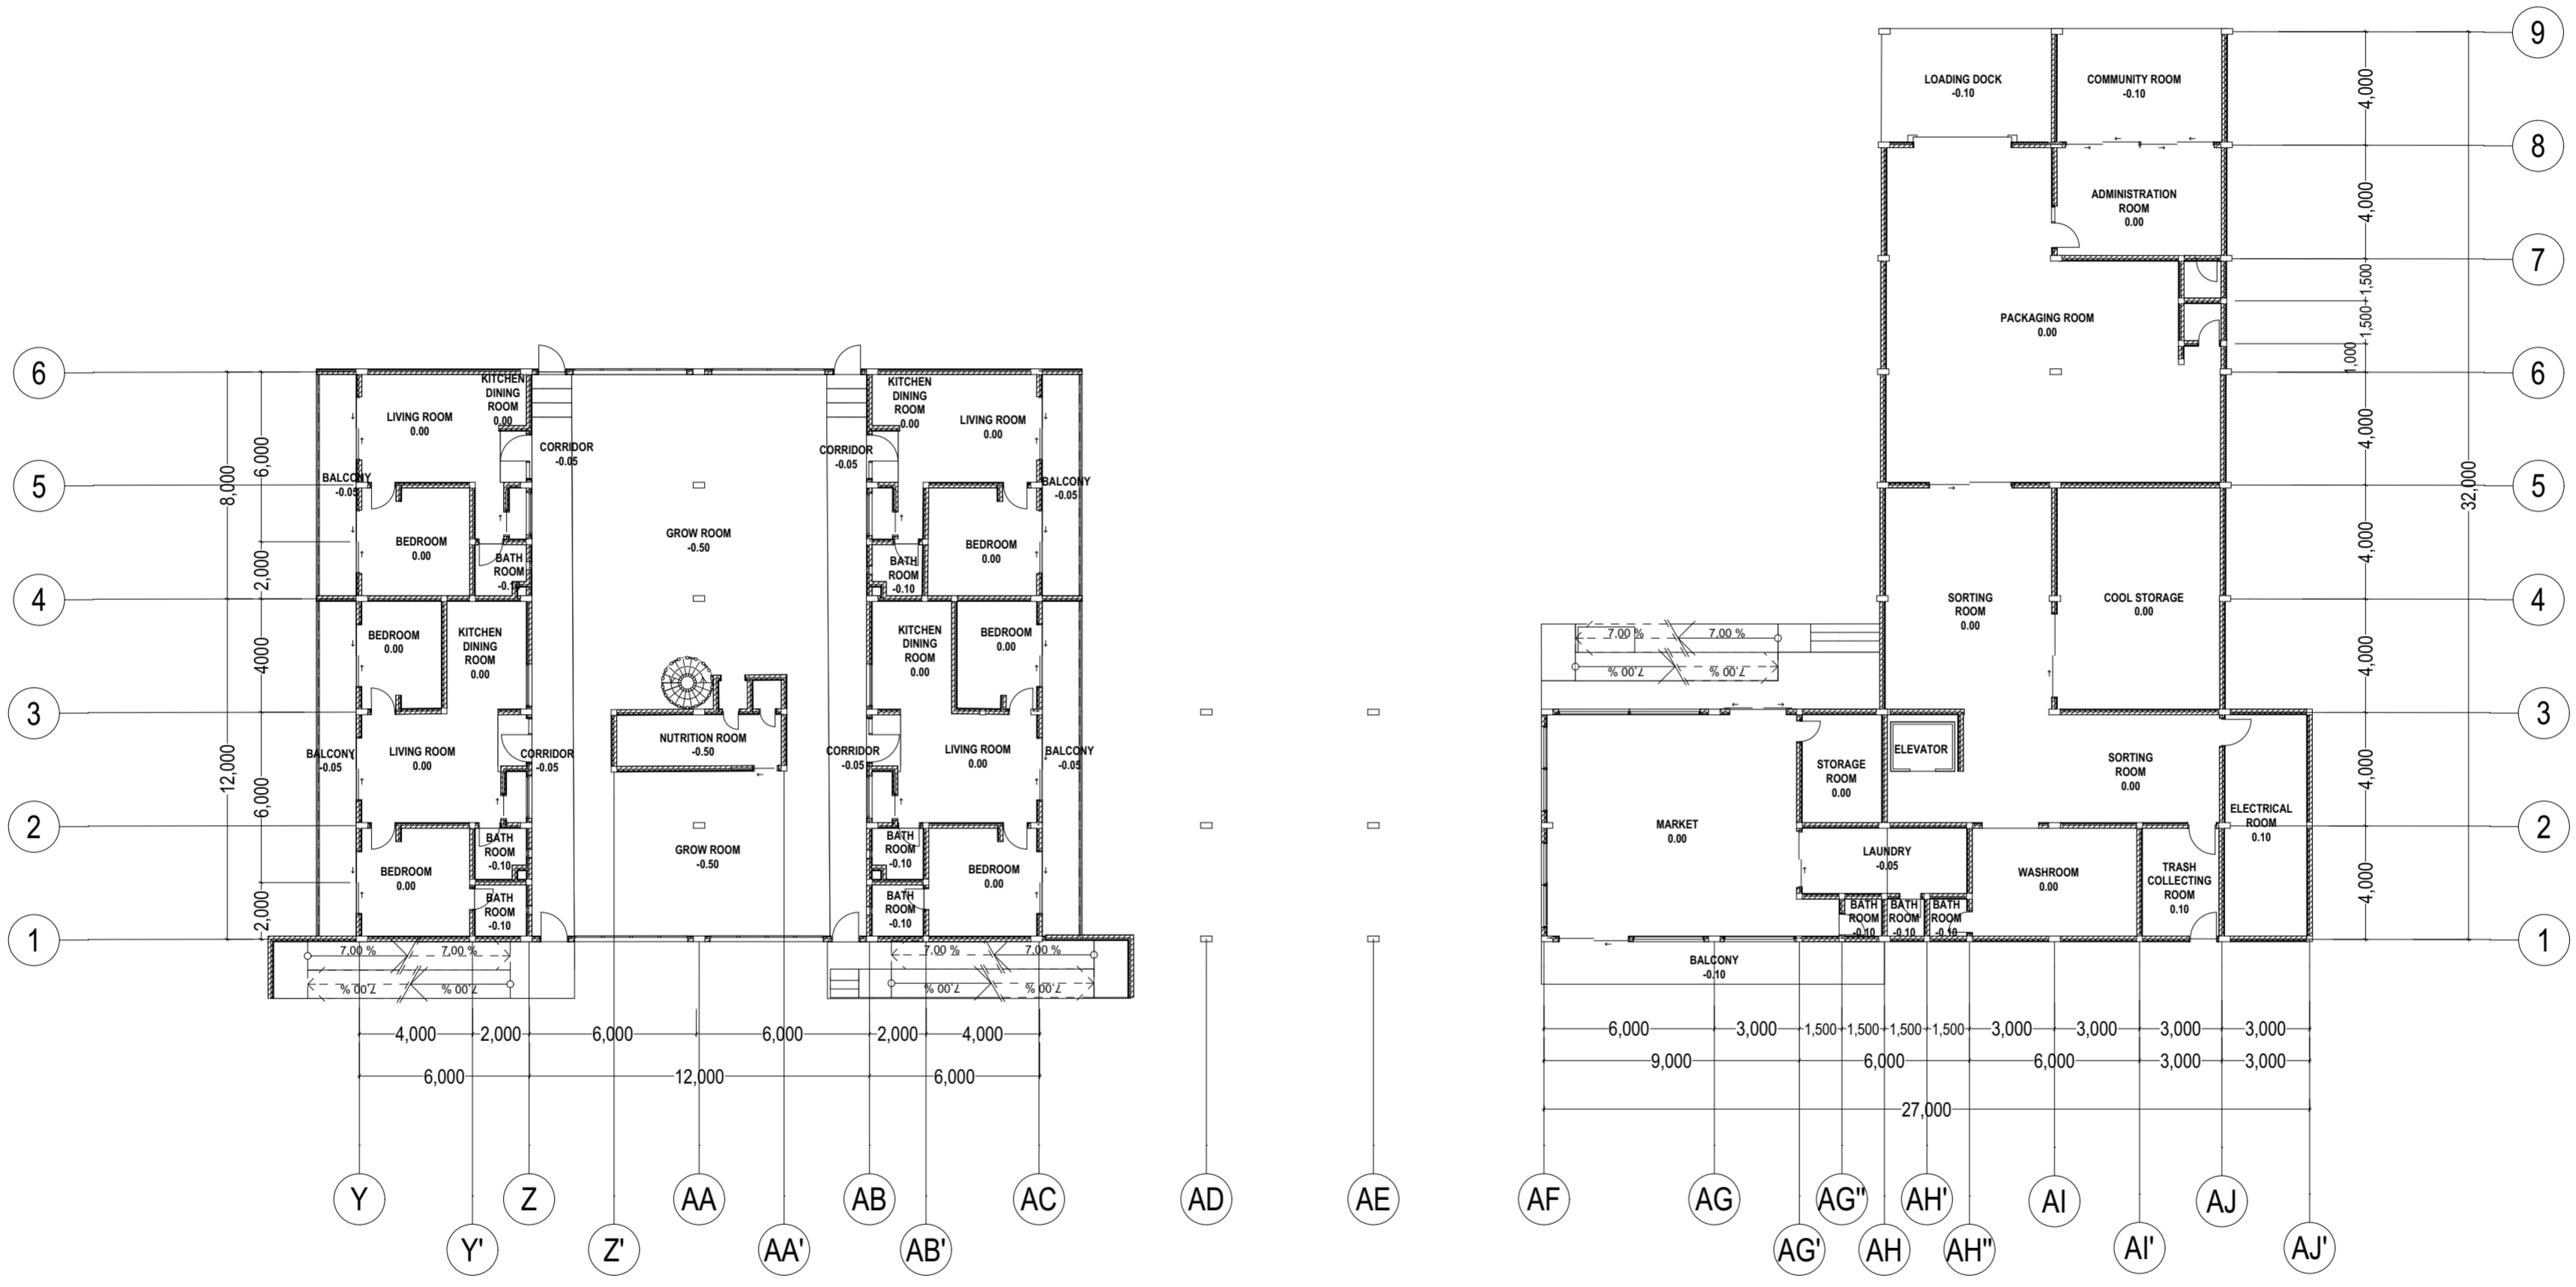 9
LOADING DOCK
-0.10
COMMUNITY ROOM
-0.10
4,000
8
ADMINISTRATION
ROOM
0.00
4,000
7
1,500
PACKAGING ROOM
0.00
1,500
1,000
6
6
KITCHEN
DINING
ROOM
0.00
LIVING ROOM
0.00
KITCHEN
DINING
ROOM
0.00
LIVING ROOM
0.00
CORRIDOR
-0.05
CORRIDOR
-0.05
6,000
8,000
4,000
32,000
5
BALCONY
-0.05
BALCONY
-0.05
5
BEDROOM
0.00
GROW ROOM
-0.50
BEDROOM
0.00
BATH
ROOM
-0.10
BATH
ROOM
-0.10
2,000
4,000
4
SORTING
ROOM
0.00
COOL STORAGE
0.00
4
BEDROOM
0.00
KITCHEN
DINING
ROOM
0.00
KITCHEN
DINING
ROOM
0.00
BEDROOM
0.00
4000
7.00 %
7.00 %
7.00 %
7.00 %
4,000
3
3
NUTRITION ROOM
-0.50
BALCONY
-0.05
LIVING ROOM
0.00
CORRIDOR
-0.05
CORRIDOR
-0.05
LIVING ROOM
0.00
BALCONY
-0.05
12,000
6,000
ELEVATOR
STORAGE
ROOM
0.00
SORTING
ROOM
0.00
4,000
ELECTRICAL
ROOM
0.10
2
MARKET
0.00
2
BATH
ROOM
-0.10
GROW ROOM
-0.50
BATH
ROOM
-0.10
LAUNDRY
-0.05
BEDROOM
0.00
BEDROOM
0.00
WASHROOM
0.00
TRASH
COLLECTING
ROOM
0.10
4,000
2,000
BATH
ROOM
-0.10
BATH
ROOM
-0.10
BATH
ROOM
-0.10
BATH
ROOM
-0.10
BATH
ROOM
-0.10
1
1
7.00 %
7.00 %
7.00 %
7.00 %
7.00 %
7.00 %
7.00 %
7.00 %
BALCONY
-0.10
4,000
2,000
6,000
6,000
2,000
4,000
6,000
3,000
1,500
1,500
1,500
1,500
3,000
3,000
3,000
3,000
6,000
12,000
6,000
9,000
6,000
6,000
3,000
3,000
27,000
Y
Z
AA
AB
AC
AD
AE
AF
AG
AG"
AH'
AI
AJ
Y'
Z'
AA'
AB'
AG'
AH
AH"
AI'
AJ'